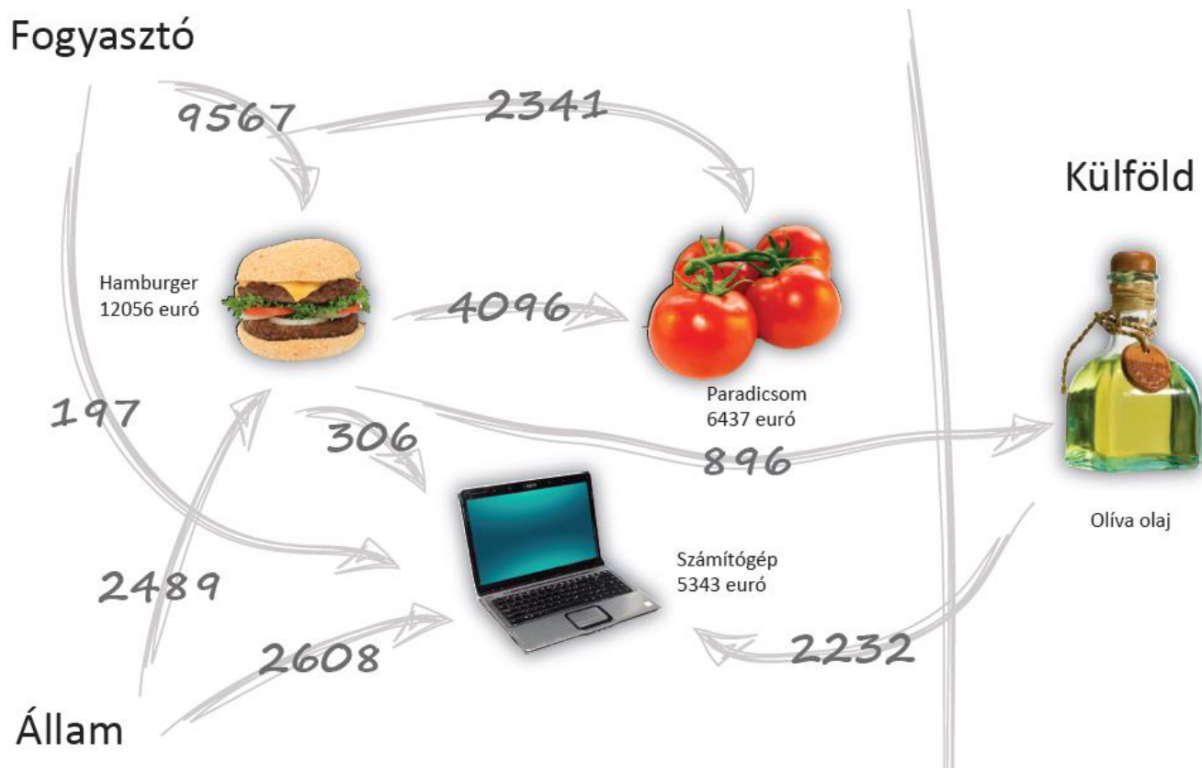 Fogyasztó
9567
2341
Külföld
Hamburger
12056 euró
4096
Paradicsom
6437 euró
197
306
896
Olíva olaj
Számítógép
5343 euró
2489
2608
2232
Állam